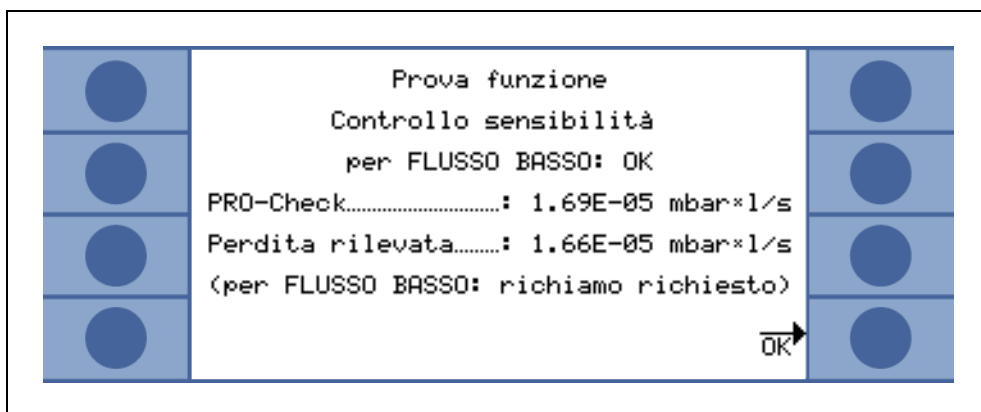 Prova funzione
Controllo sensibilità
per FLUSSO BASSO: OK
PRO-Check..............................: 1.69E-05 mbar*l/s
Perdita rilevata........: 1.66E-05 mbar*l/s
(per FLUSSO BASSO: richiamo richiesto)
OK